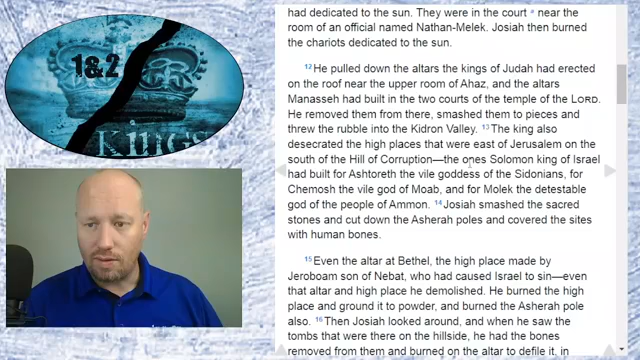 1&2
Kings
had dedicated to the sun. They were in the court near the
room of an official named Nathan-Melek. Josiah then burned
the chariots dedicated to the sun.
12 He pulled down the altars the kings of Judah had erected
on the roof near the upper room of Ahaz, and the altars
Manasseh had built in the two courts of the temple of the LORD.
He removed them from there, smashed them to pieces and
threw the rubble into the Kidron Valley. 13 The king also
desecrated the high places that were east of Jerusalem on the
south of the Hill of Corruption—the ones Solomon king of Israel
had built for Ashtoreth the vile goddess of the Sidonians, for
Chemosh the vile god of Moab, and for Molek the detestable
god of the people of Ammon. 14 Josiah smashed the sacred
stones and cut down the Asherah poles and covered the sites
with human bones.
15 Even the altar at Bethel, the high place made by
Jeroboam son of Nebat, who had caused Israel to sin—even
that altar and high place he demolished. He burned the high
place and ground it to powder, and burned the Asherah pole
also. 16 Then Josiah looked around, and when he saw the
tombs that were there on the hillside, he had the bones
removed from them and burned on the altar to defile it, in